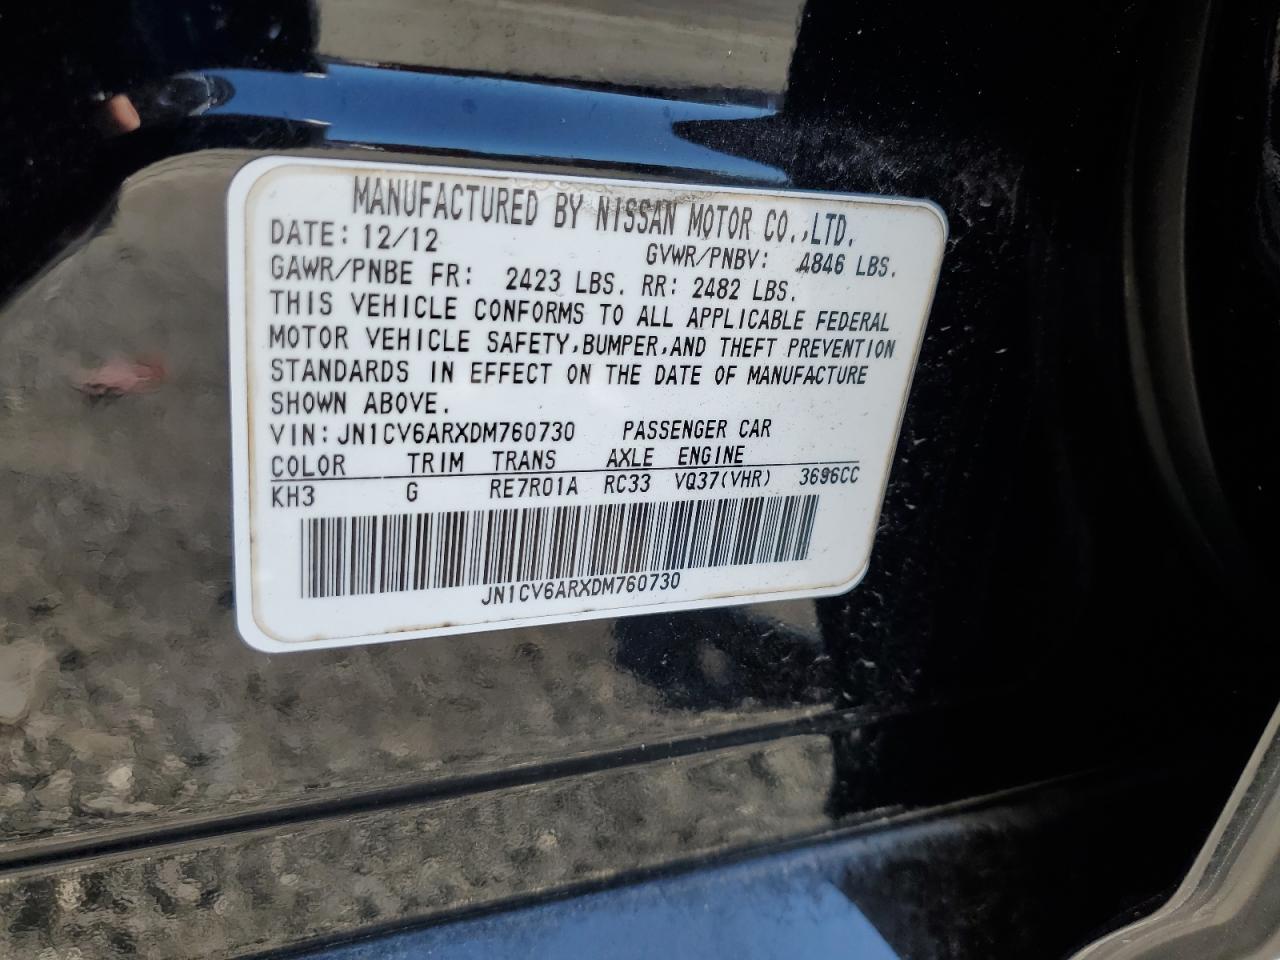 MANUFACTURED BY NISSAN MOTOR CO.,LTD.
DATE: 12/12 GVWR/PNBV: 4846 LBS.
GAWR/PNBE FR: 2423 LBS. RR: 2482 LBS.
THIS VEHICLE CONFORMS TO ALL APPLICABLE FEDERAL
MOTOR VEHICLE SAFETY,BUMPER,AND THEFT PREVENTION
STANDARDS IN EFFECT ON THE DATE OF MANUFACTURE
SHOWN ABOVE.
VIN: JN1CV6ARXDM760730 PASSENGER CAR
COLOR TRIM TRANS AXLE ENGINE
KH3 G RE7R01A RC33 VQ37(VHR) 3696CC
JN1CV6ARXDM760730